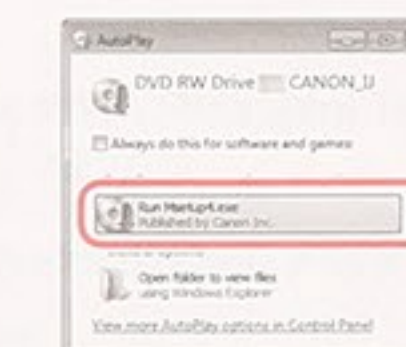 AutoPlay
DVD RW Drive CANON_IJ
Always do this for software and games:
Run Msetup4.exe
Published by Canon Inc.
Open folder to view files
using Windows Explorer
View more AutoPlay options in Control Panel